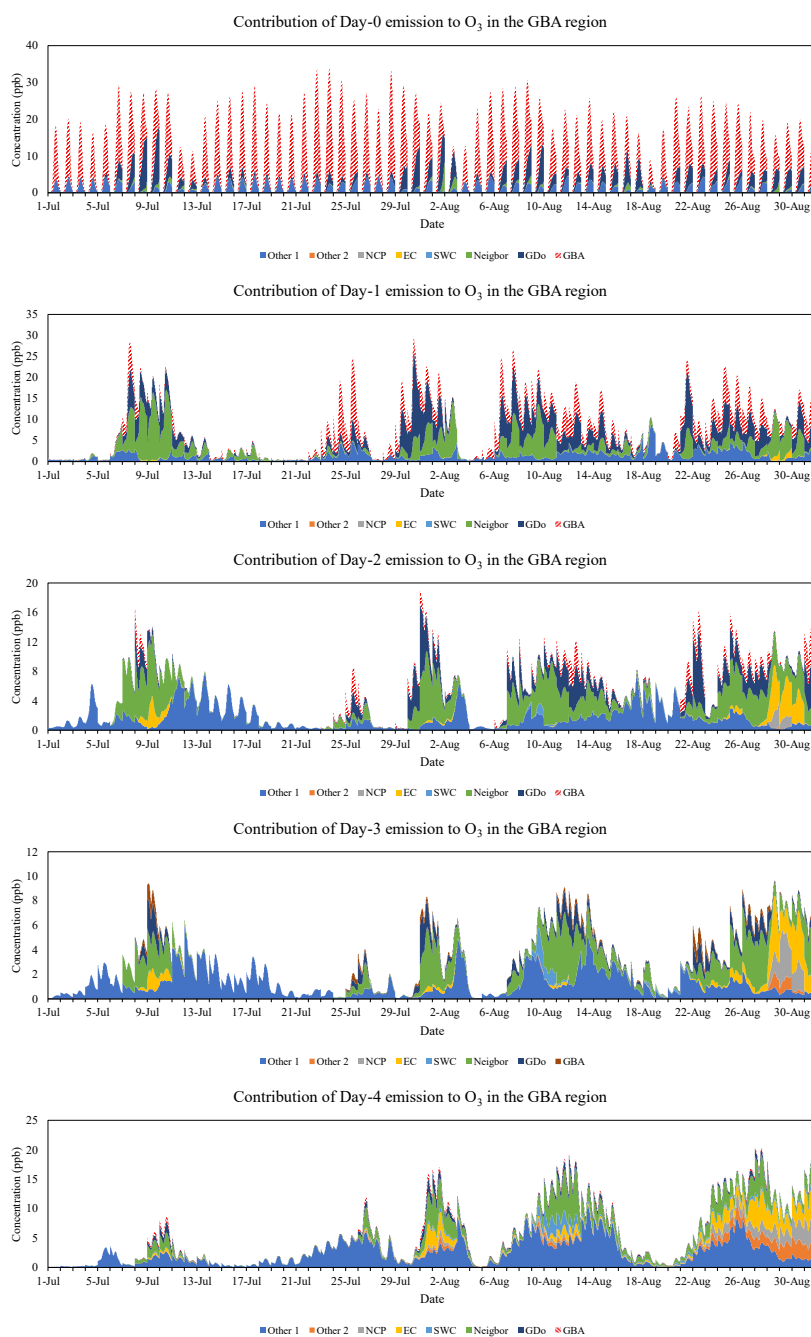 Contribution of Day-0 emission to O3 in the GBA region
Concentration (ppb)
40
30
20
10
0
1-Jul 5-Jul 9-Jul 13-Jul 17-Jul 21-Jul 25-Jul 29-Jul 2-Aug 6-Aug 10-Aug 14-Aug 18-Aug 22-Aug 26-Aug 30-Aug
Date
Other 1 Other 2 NCP EC SWC Neigbor GDo GBA
Contribution of Day-1 emission to O3 in the GBA region
Concentration (ppb)
35
30
25
20
15
10
5
0
1-Jul 5-Jul 9-Jul 13-Jul 17-Jul 21-Jul 25-Jul 29-Jul 2-Aug 6-Aug 10-Aug 14-Aug 18-Aug 22-Aug 26-Aug 30-Aug
Date
Other 1 Other 2 NCP EC SWC Neigbor GDo GBA
Contribution of Day-2 emission to O3 in the GBA region
Concentration (ppb)
20
16
12
8
4
0
1-Jul 5-Jul 9-Jul 13-Jul 17-Jul 21-Jul 25-Jul 29-Jul 2-Aug 6-Aug 10-Aug 14-Aug 18-Aug 22-Aug 26-Aug 30-Aug
Date
Other 1 Other 2 NCP EC SWC Neigbor GDo GBA
Contribution of Day-3 emission to O3 in the GBA region
Concentration (ppb)
12
10
8
6
4
2
0
1-Jul 5-Jul 9-Jul 13-Jul 17-Jul 21-Jul 25-Jul 29-Jul 2-Aug 6-Aug 10-Aug 14-Aug 18-Aug 22-Aug 26-Aug 30-Aug
Date
Other 1 Other 2 NCP EC SWC Neigbor GDo GBA
Contribution of Day-4 emission to O3 in the GBA region
Concentration (ppb)
25
20
15
10
5
0
1-Jul 5-Jul 9-Jul 13-Jul 17-Jul 21-Jul 25-Jul 29-Jul 2-Aug 6-Aug 10-Aug 14-Aug 18-Aug 22-Aug 26-Aug 30-Aug
Date
Other 1 Other 2 NCP EC SWC Neigbor GDo GBA